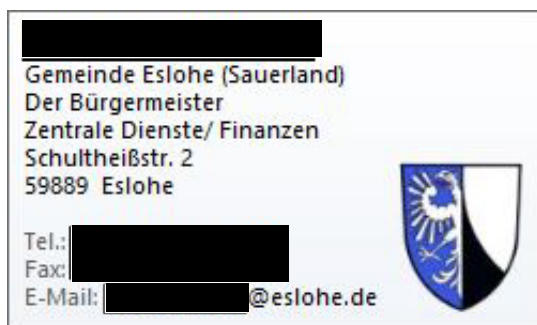 Gemeinde Eslohe (Sauerland)
Der Bürgermeister
Zentrale Dienste/ Finanzen
Schultheißstr. 2
59889 Eslohe
Tel.:
Fax:
E-Mail: @eslohe.de